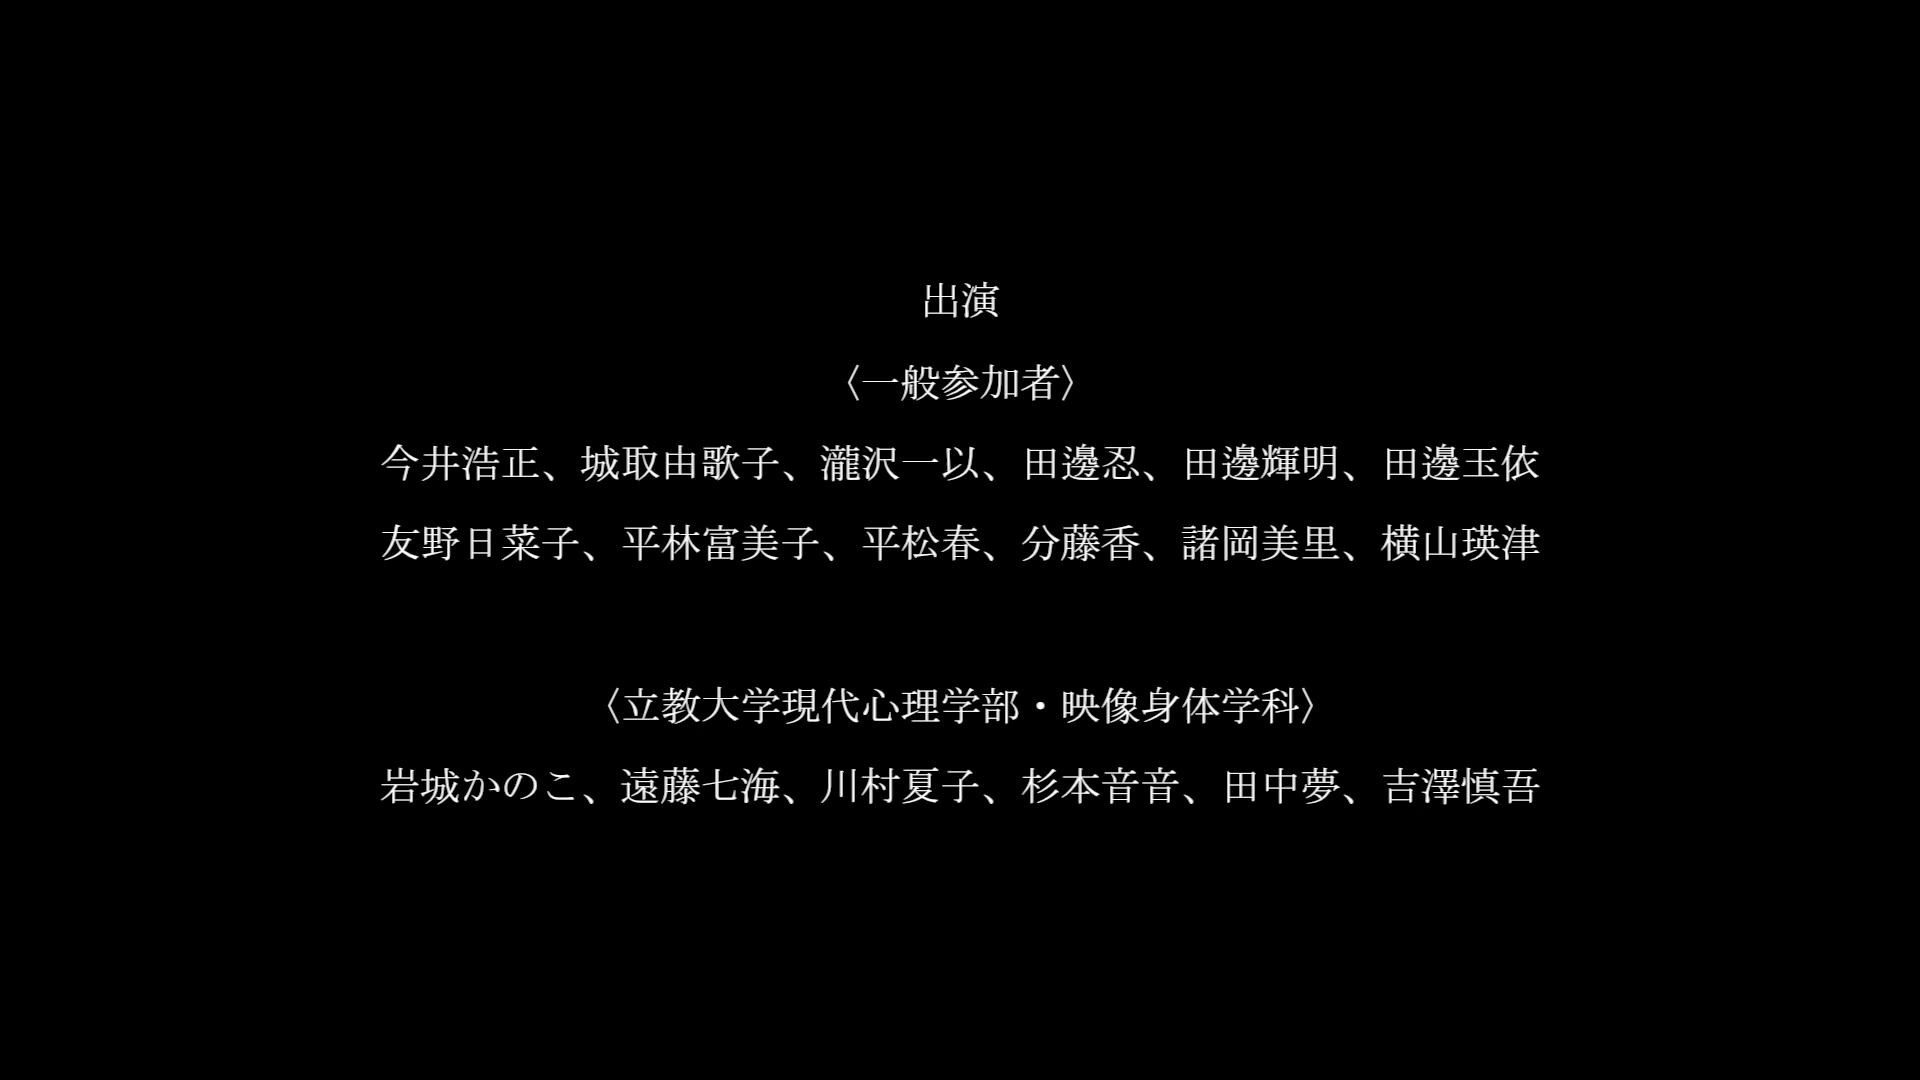 出演
〈一般参加者〉
今井浩正、城取由歌子、瀧沢一以、田邊忍、田邊輝明、田邊玉依
友野日菜子、平林富美子、平松春、分藤香、諸岡美里、横山瑛津
〈立教大学現代心理学部・映像身体学科〉
岩城かのこ、遠藤七海、川村夏子、杉本音音、田中夢、吉澤慎吾